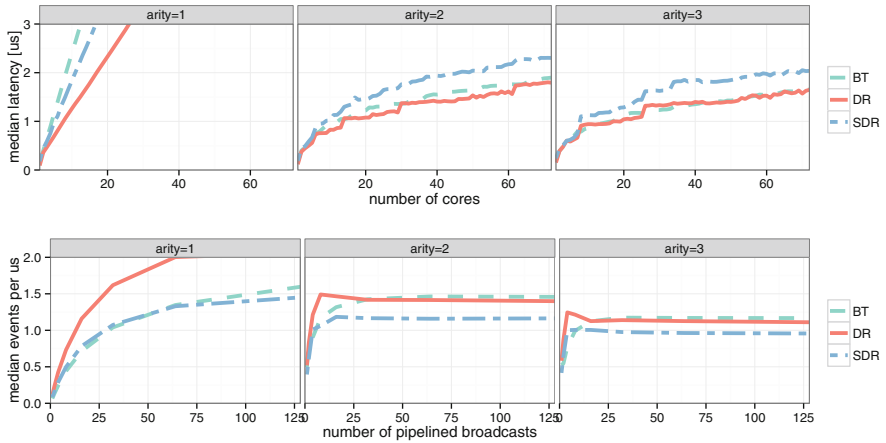 arity=1 arity=2 arity=3
median latency [us]
3
2
1
0
20 40 60 20 40 60 20 40 60
number of cores
BT
DR
SDR
arity=1 arity=2 arity=3
median events per us
2.0
1.5
1.0
0.5
0.0
0 25 50 75 100 125 0 25 50 75 100 125 0 25 50 75 100 125
number of pipelined broadcasts
BT
DR
SDR